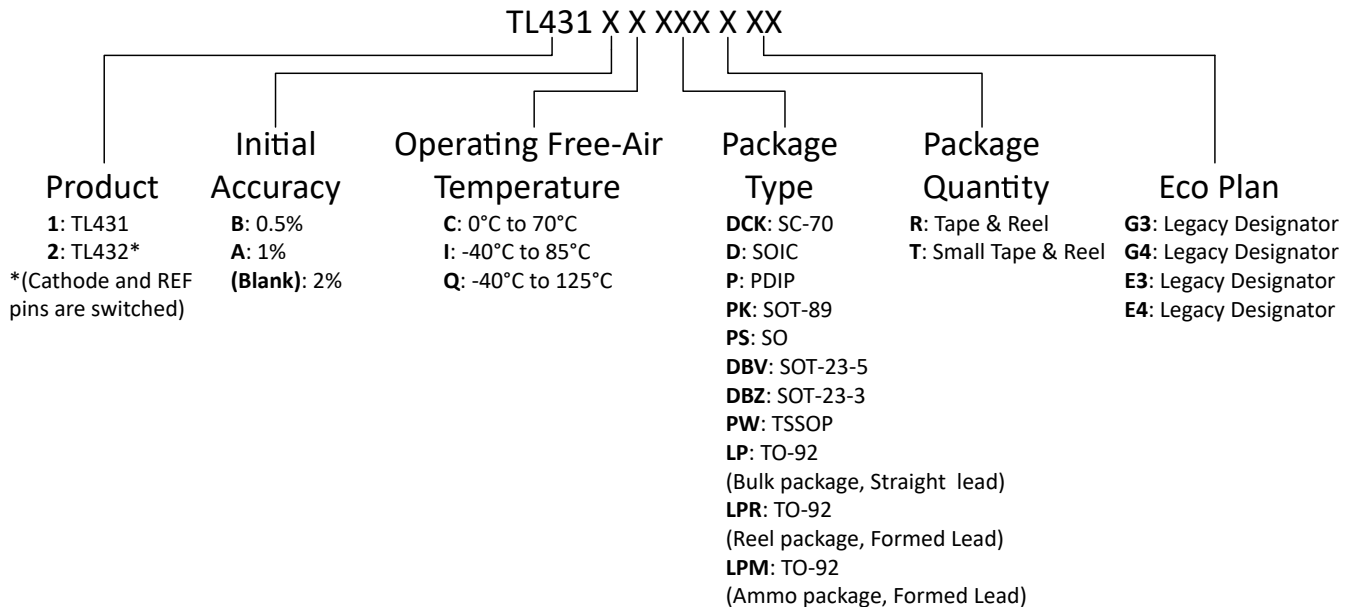 TL431 X X XXX X XX
Product
1: TL431
2: TL432*
*(Cathode and REF
pins are switched)
Initial
Accuracy
B: 0.5%
A: 1%
(Blank): 2%
Operating Free-Air
Temperature
C: 0°C to 70°C
I: -40°C to 85°C
Q: -40°C to 125°C
Package
Type
DCK: SC-70
D: SOIC
P: PDIP
PK: SOT-89
PS: SO
DBV: SOT-23-5
DBZ: SOT-23-3
PW: TSSOP
LP: TO-92
(Bulk package, Straight lead)
LPR: TO-92
(Reel package, Formed Lead)
LPM: TO-92
(Ammo package, Formed Lead)
Package
Quantity
R: Tape & Reel
T: Small Tape & Reel
Eco Plan
G3: Legacy Designator
G4: Legacy Designator
E3: Legacy Designator
E4: Legacy Designator